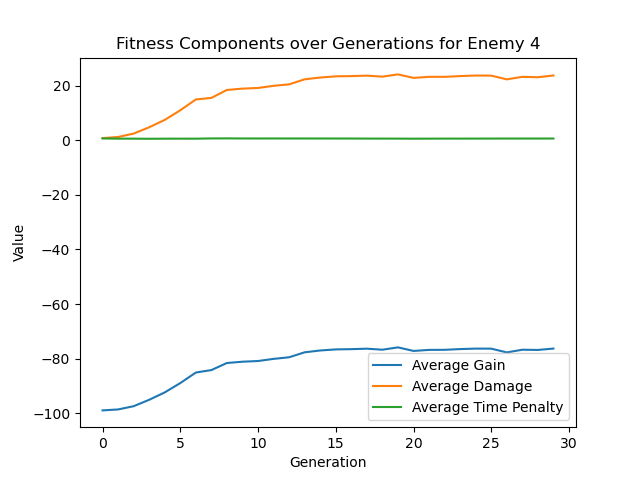 Fitness Components over Generations for Enemy 4
20
0
−20
−40
−60
−80
−100
Value
0 5 10 15 20 25 30
Generation
Average Gain
Average Damage
Average Time Penalty